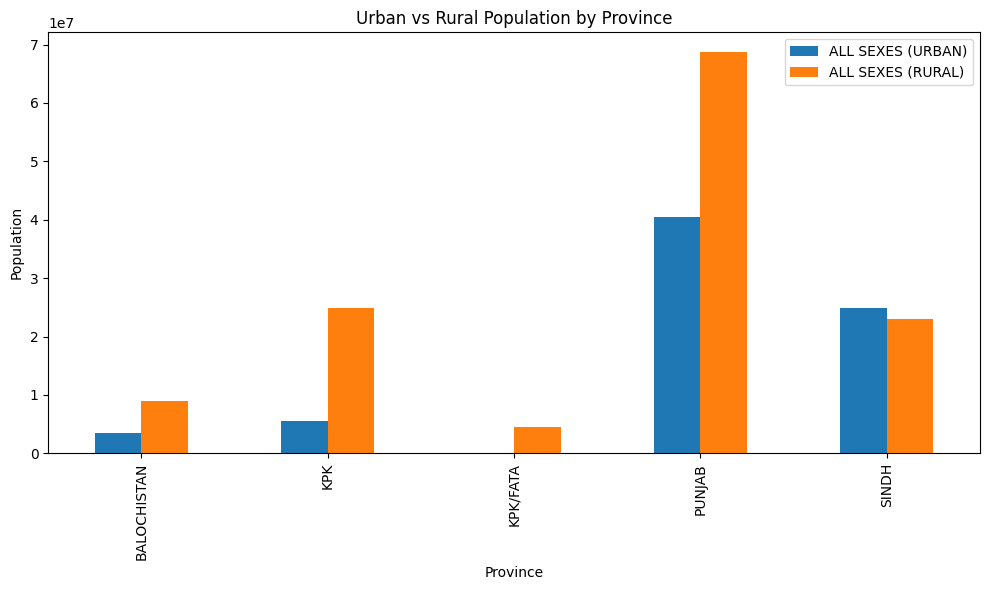 Urban vs Rural Population by Province
1e7
ALL SEXES (URBAN)
ALL SEXES (RURAL)
7
6
5
4
3
2
1
0
Population
BALOCHISTAN
KPK
KPK/FATA
PUNJAB
SINDH
Province